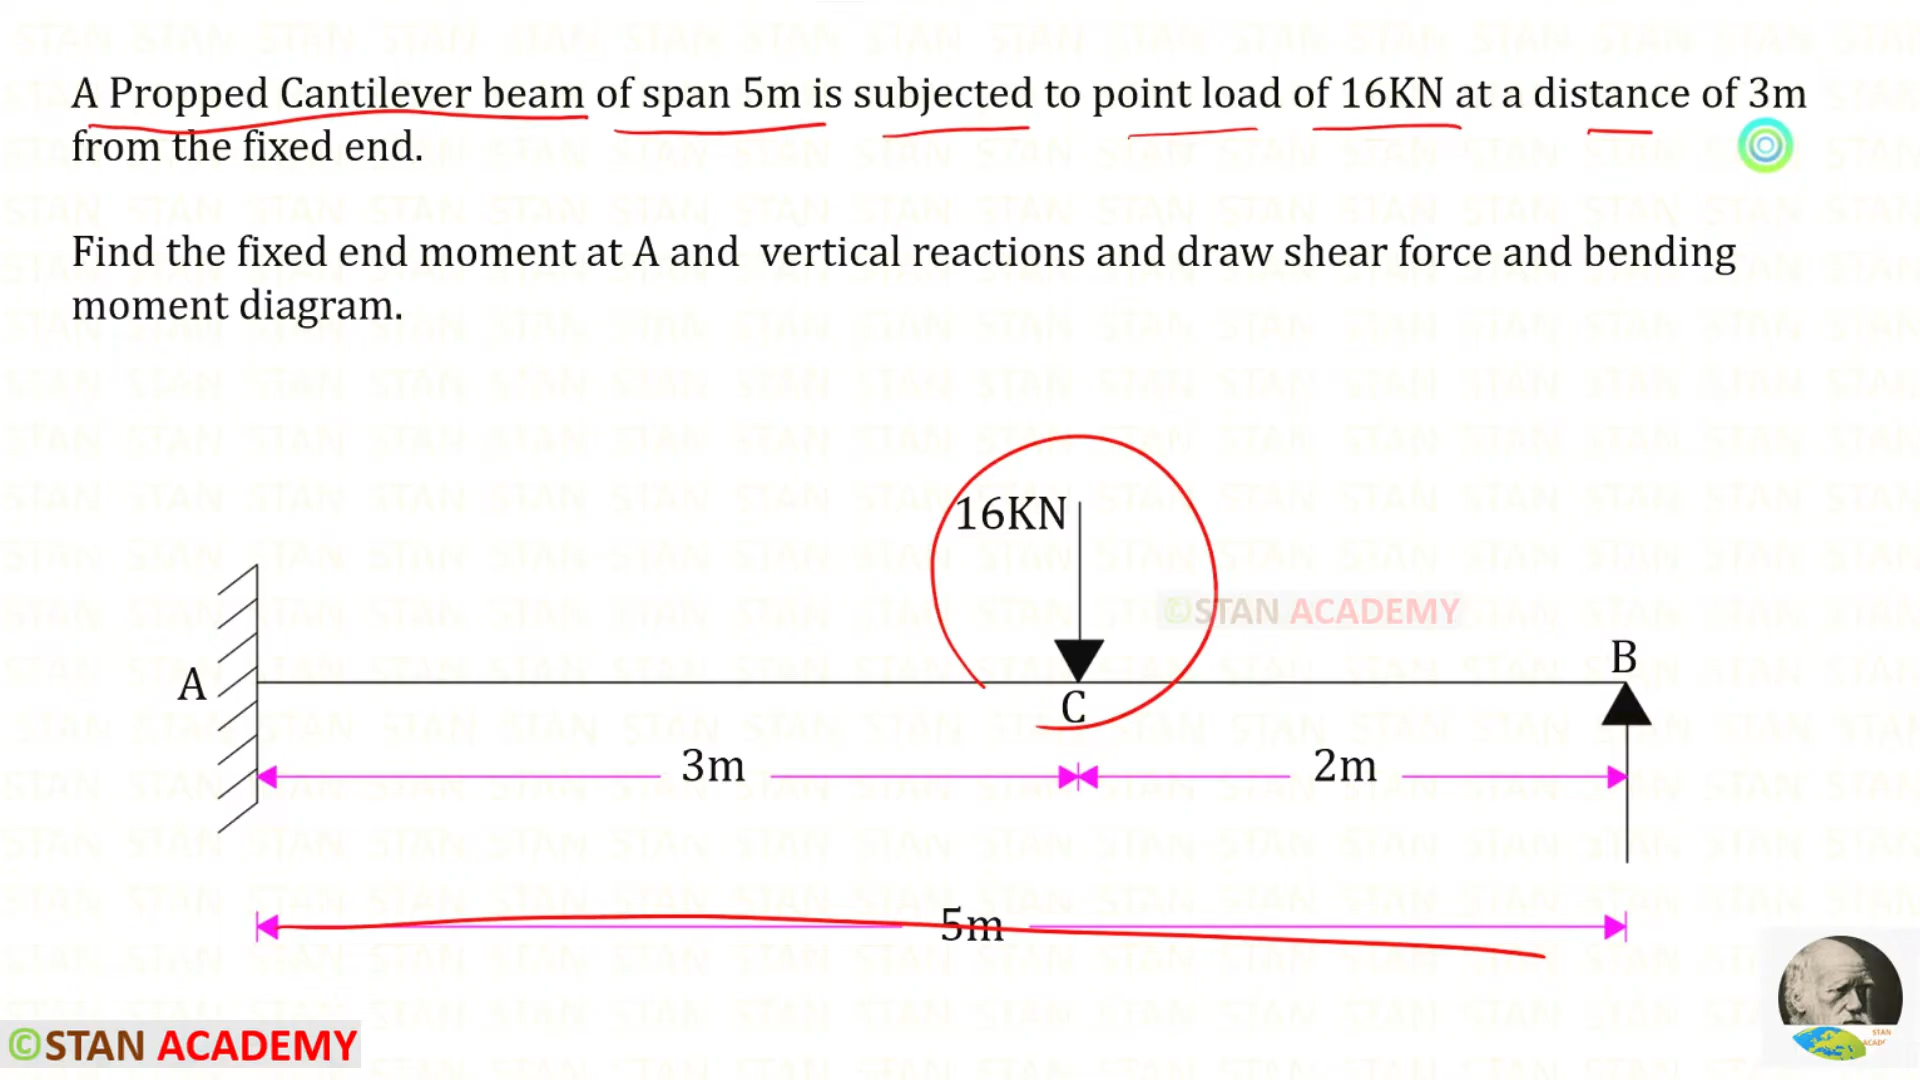 A Propped Cantilever beam of span 5m is subjected to point load of 16KN at a distance of 3m
from the fixed end.
Find the fixed end moment at A and vertical reactions and draw shear force and bending
moment diagram.
16KN
©STAN ACADEMY
B
A
C
3m
2m
5m
©STAN ACADEMY
STAN